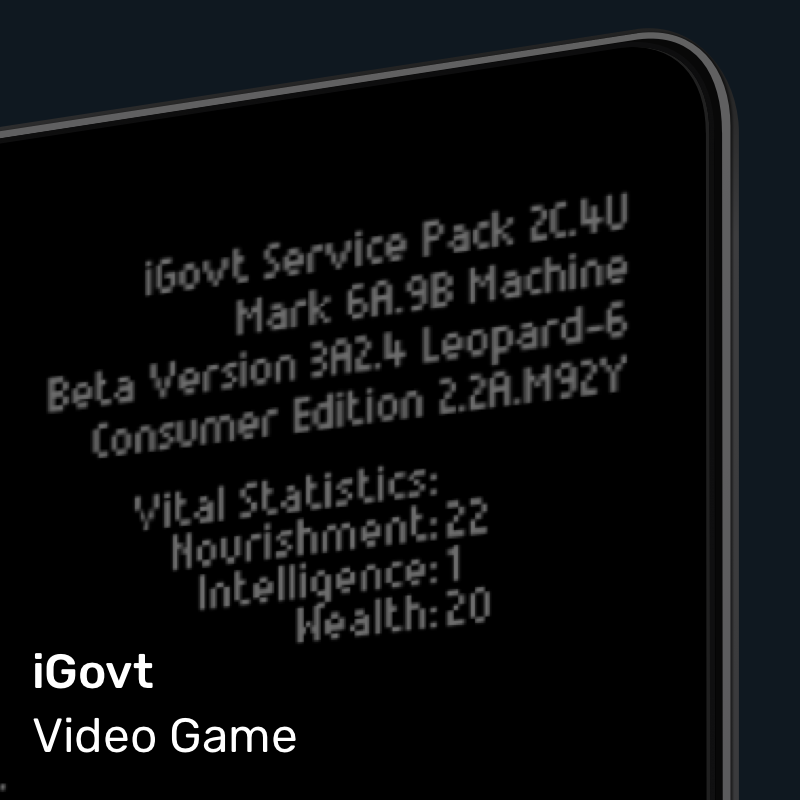 iGovt Service Pack 2C.4U
Mark 6A.9B Machine
Beta Version 3A2.4 Leopard-6
Consumer Edition 2.2A.M92Y
Vital Statistics:
Nourishment: 22
Intelligence: 1
Wealth: 20
iGovt
Video Game